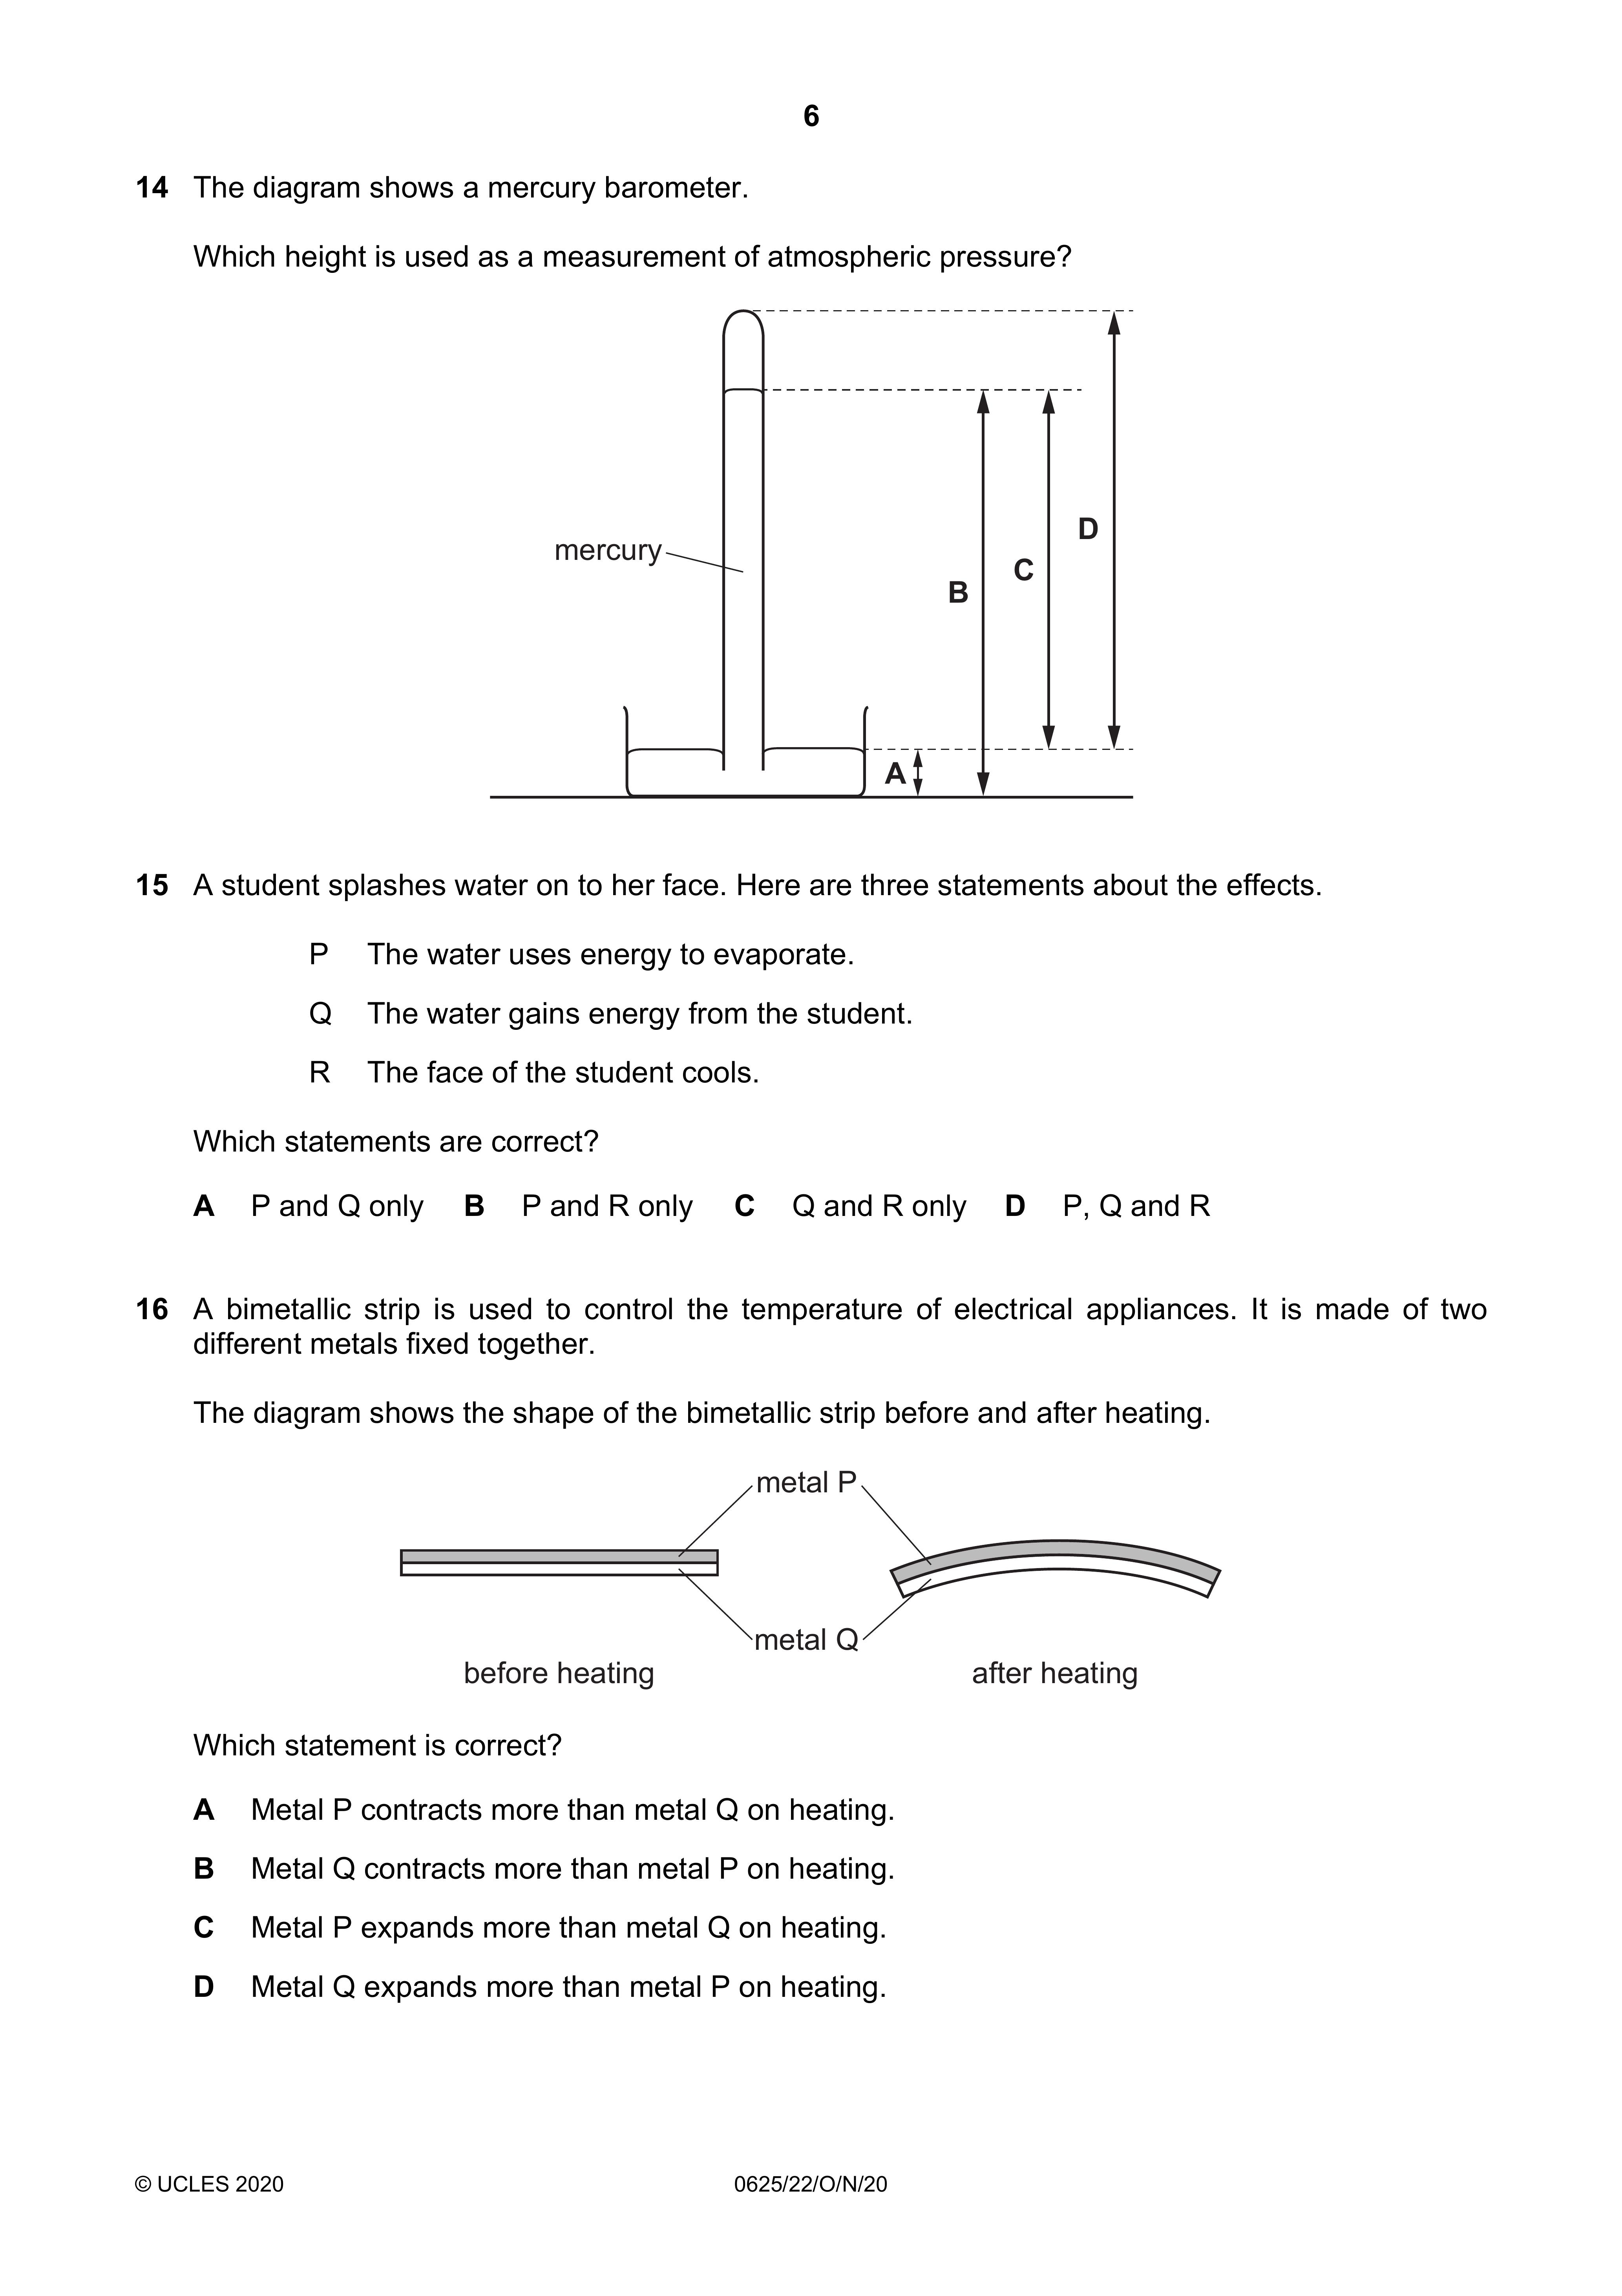 6
14 The diagram shows a mercury barometer.
Which height is used as a measurement of atmospheric pressure?
mercury
A
B
C
D
15 A student splashes water on to her face. Here are three statements about the effects.
P The water uses energy to evaporate.
Q The water gains energy from the student.
R The face of the student cools.
Which statements are correct?
A P and Q only B P and R only C Q and R only D P, Q and R
16 A bimetallic strip is used to control the temperature of electrical appliances. It is made of two
different metals fixed together.
The diagram shows the shape of the bimetallic strip before and after heating.
metal P
metal Q
before heating after heating
Which statement is correct?
A Metal P contracts more than metal Q on heating.
B Metal Q contracts more than metal P on heating.
C Metal P expands more than metal Q on heating.
D Metal Q expands more than metal P on heating.
© UCLES 2020 0625/22/O/N/20